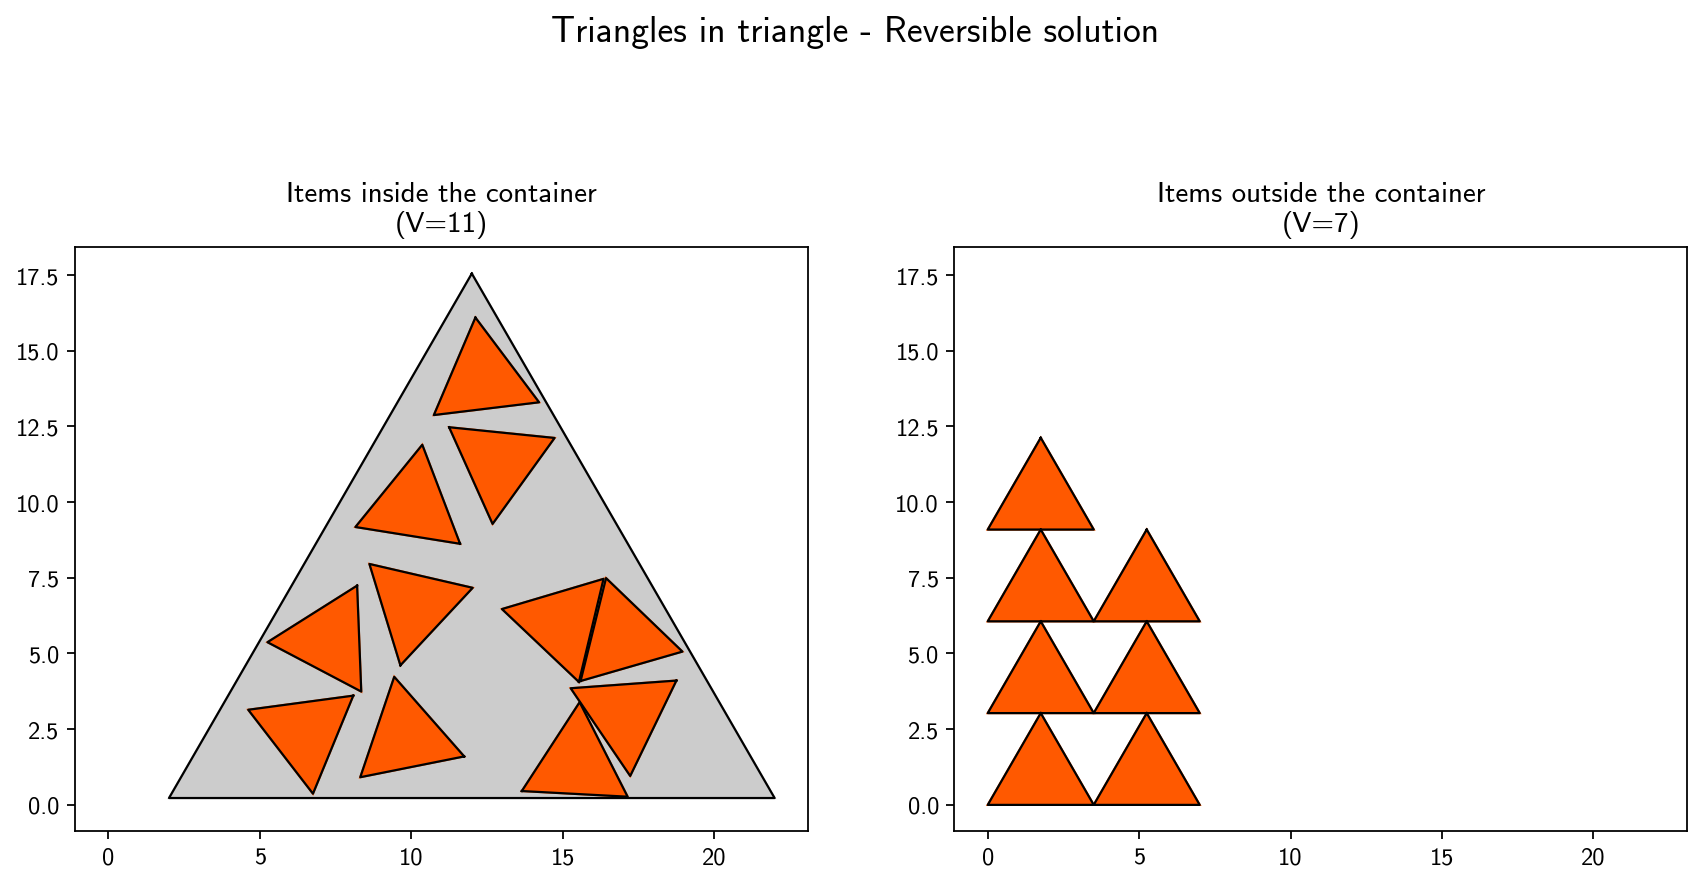 Triangles in triangle - Reversible solution
Items inside the container
(V=11)
17.5
15.0
12.5
10.0
7.5
5.0
2.5
0.0
0 5 10 15 20
Items outside the container
(V=7)
17.5
15.0
12.5
10.0
7.5
5.0
2.5
0.0
0 5 10 15 20